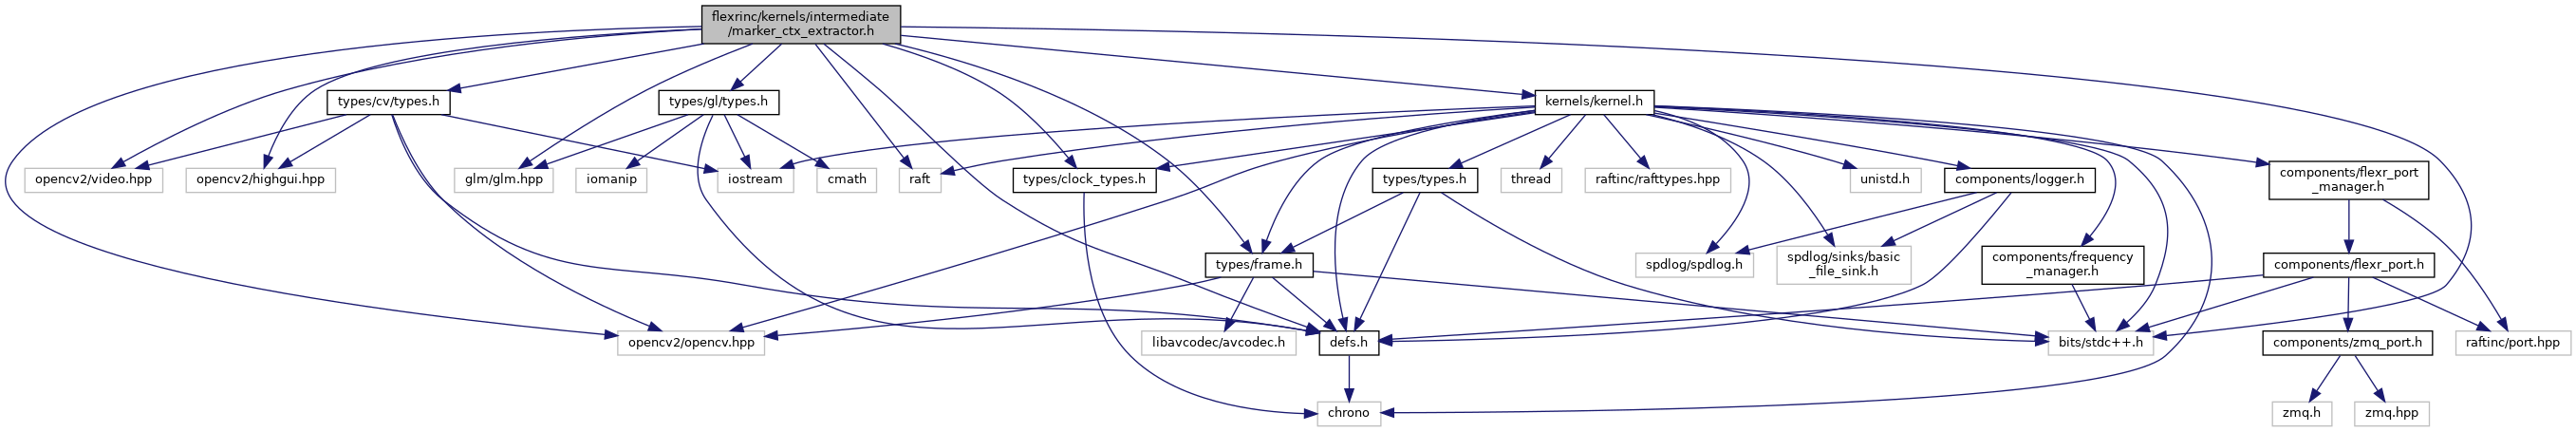 flexrinc/kernels/intermediate
/marker_ctx_extractor.h
types/cv/types.h
types/gl/types.h
kernels/kernel.h
opencv2/video.hpp
opencv2/highgui.hpp
glm/glm.hpp
iomanip
iostream
cmath
raft
types/clock_types.h
types/types.h
thread
raftinc/rafttypes.hpp
unistd.h
components/logger.h
components/flexr_port
_manager.h
types/frame.h
spdlog/spdlog.h
spdlog/sinks/basic
_file_sink.h
components/frequency
_manager.h
components/flexr_port.h
opencv2/opencv.hpp
libavcodec/avcodec.h
defs.h
bits/stdc++.h
components/zmq_port.h
raftinc/port.hpp
chrono
zmq.h
zmq.hpp